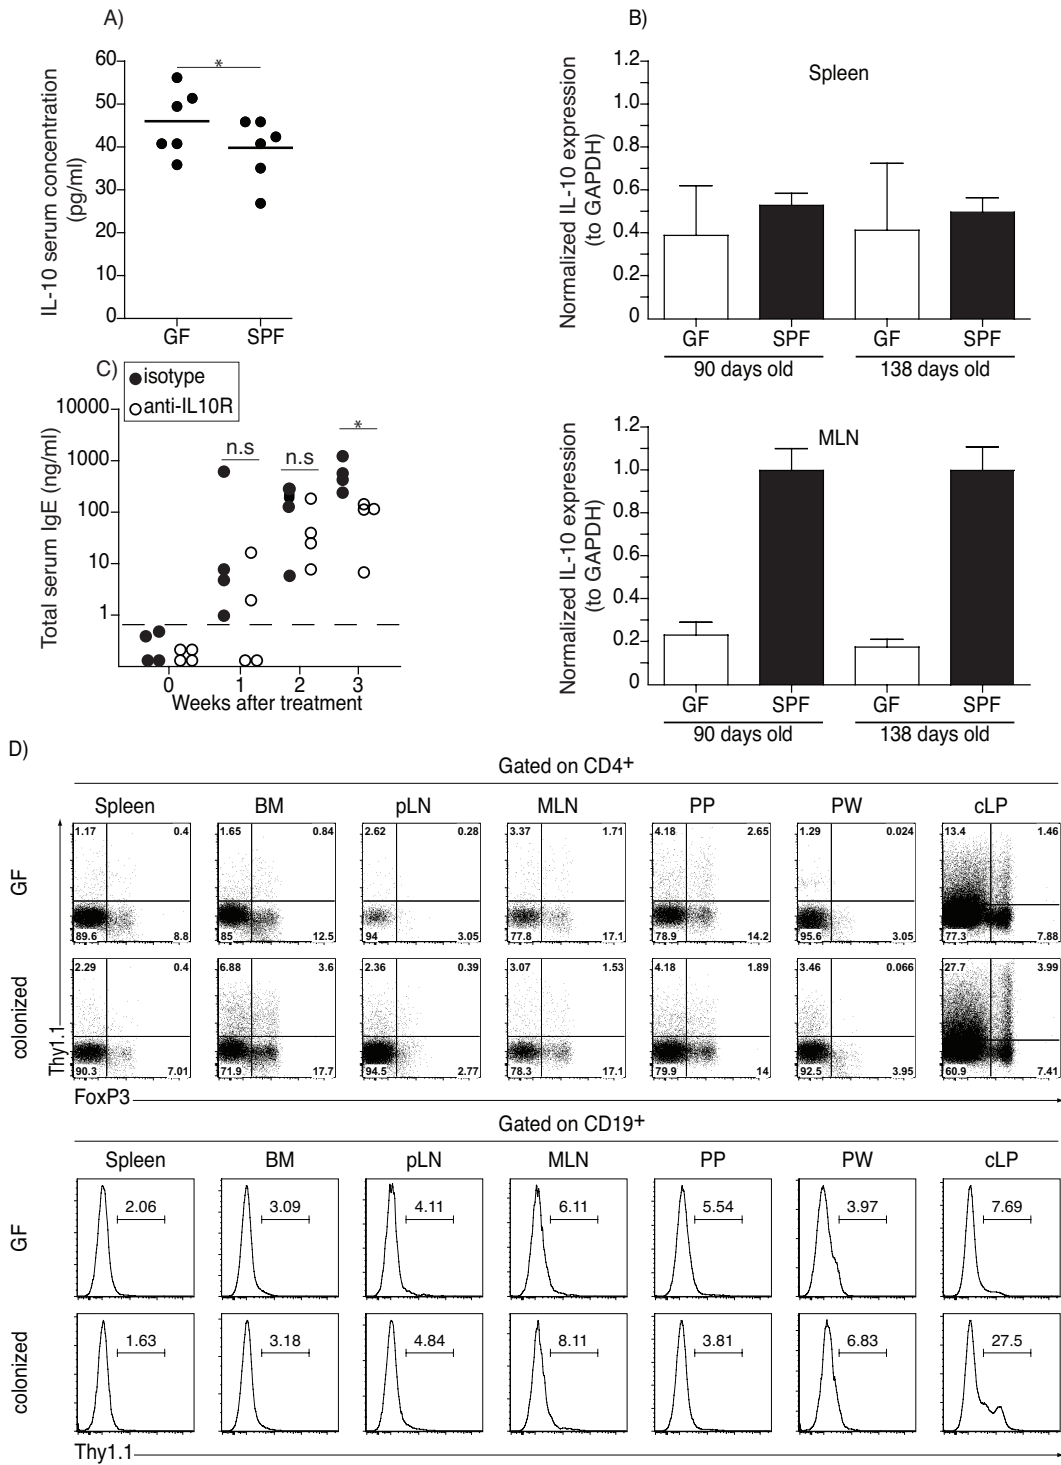 A)
IL-10 serum concentration
(pg/ml)
60
50
40
30
20
10
0
*
GF SPF
B)
Spleen
Normalized IL-10 expression
(to GAPDH)
1.2
1.0
0.8
0.6
0.4
0.2
0
GF SPF GF SPF
90 days old 138 days old
C)
isotype
anti-IL10R
Total serum IgE (ng/ml)
10000
1000
100
10
1
n.s
n.s
*
0 1 2 3
Weeks after treatment
MLN
Normalized IL-10 expression
(to GAPDH)
1.2
1.0
0.8
0.6
0.4
0.2
0
GF SPF GF SPF
90 days old 138 days old
D)
Gated on CD4+
Spleen BM pLN MLN PP PW cLP
GF
1.17 0.4 1.65 0.84 2.62 0.28 3.37 1.71 4.18 2.65 1.29 0.024 13.4 1.46
89.6 8.8 85 12.5 94 3.05 77.8 17.1 78.9 14.2 95.6 3.05 77.3 7.88
colonized
2.29 0.4 6.88 3.6 2.36 0.39 3.07 1.53 4.18 1.89 3.46 0.066 27.7 3.99
90.3 7.01 71.9 17.7 94.5 2.77 78.3 17.1 79.9 14 92.5 3.95 60.9 7.41
Thy1.1
FoxP3
Gated on CD19+
Spleen BM pLN MLN PP PW cLP
GF
2.06 3.09 4.11 6.11 5.54 3.97 7.69
colonized
1.63 3.18 4.84 8.11 3.81 6.83 27.5
Thy1.1